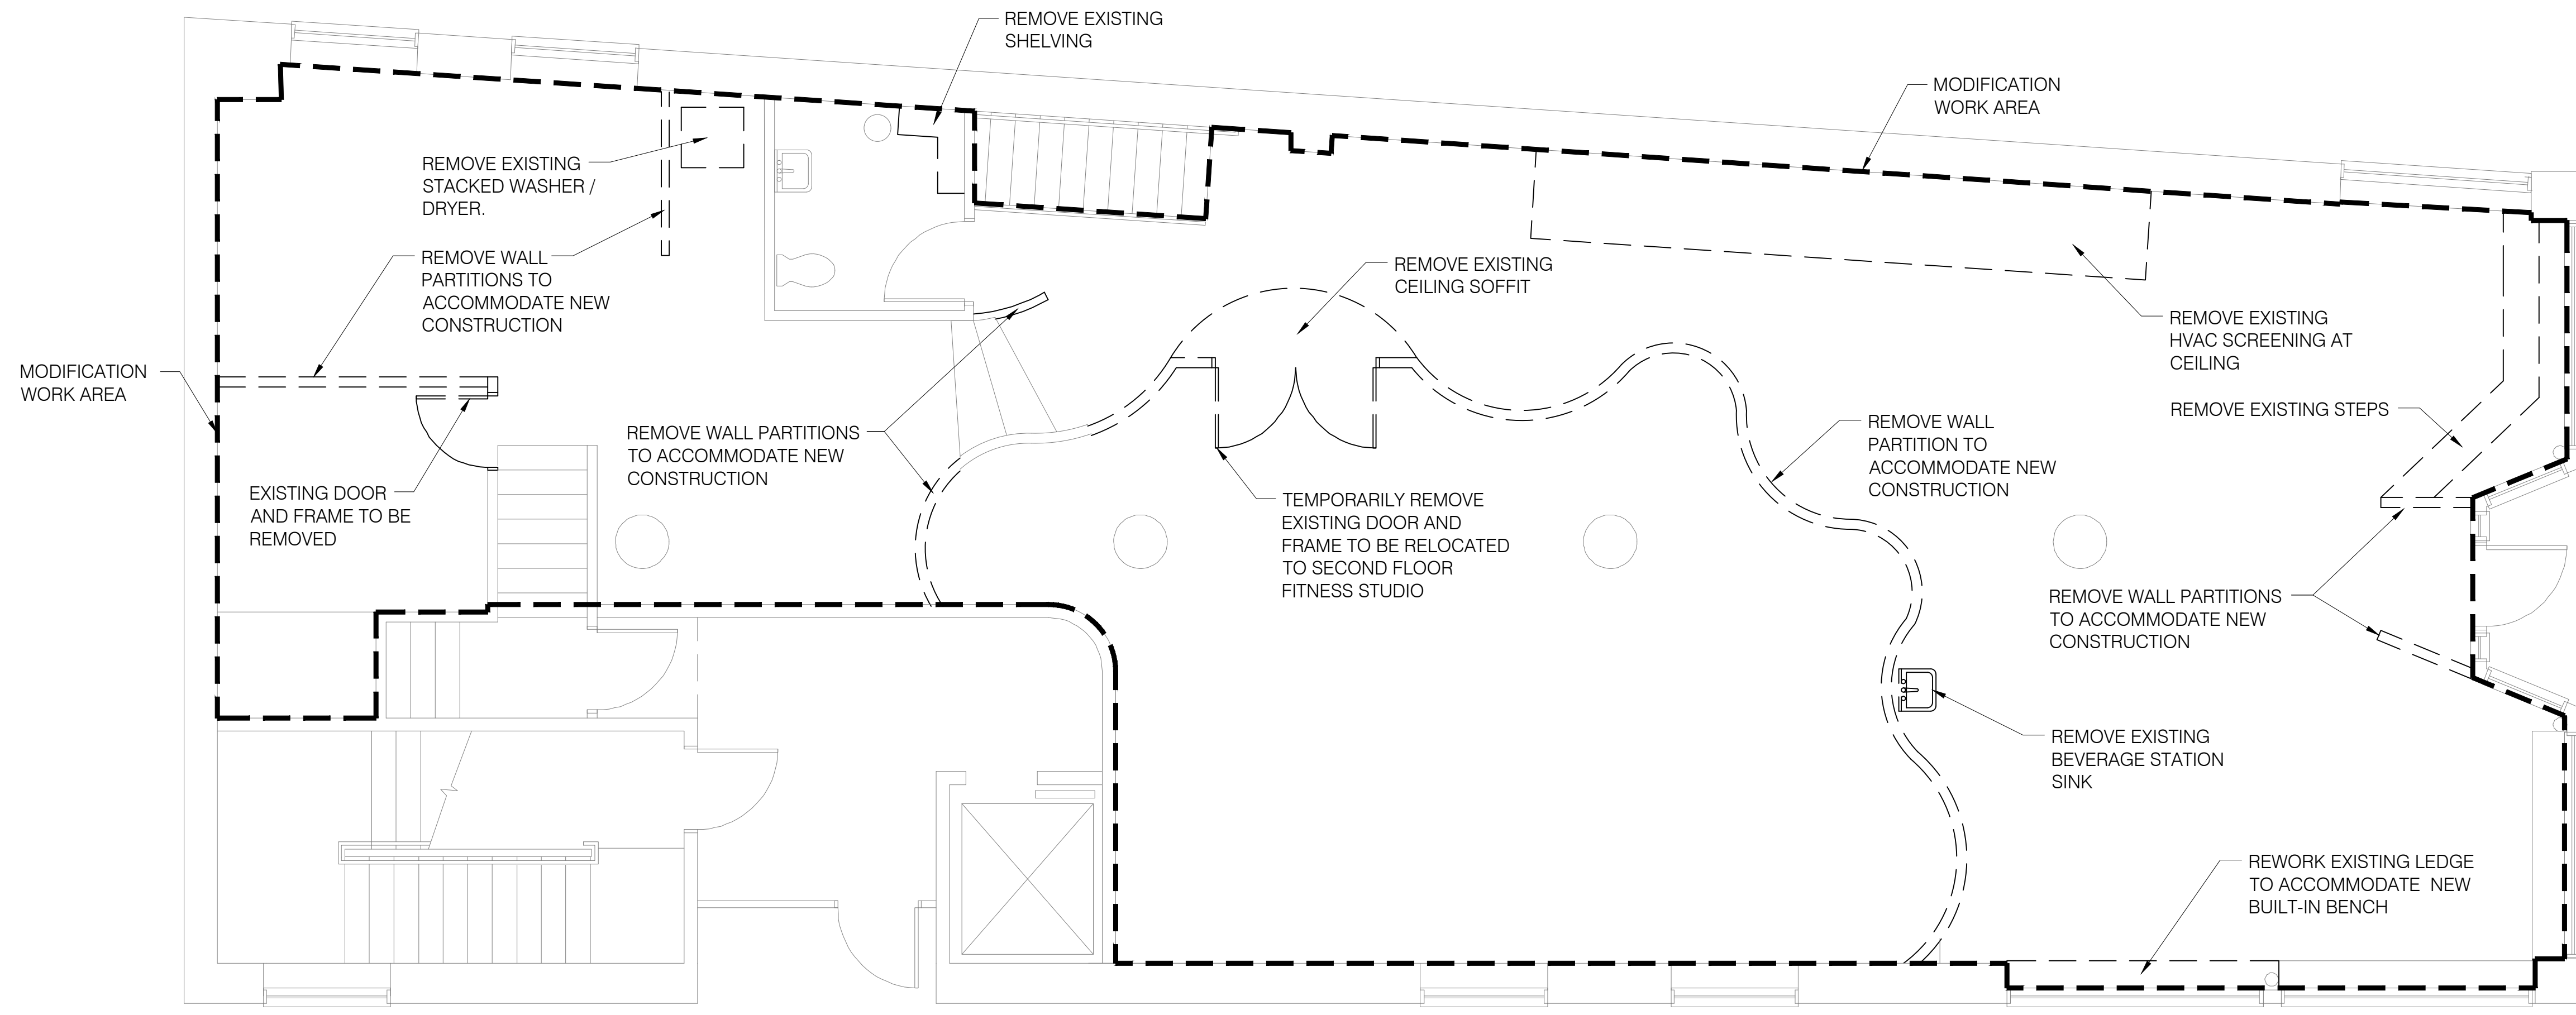 REMOVE EXISTING
SHELVING
MODIFICATION
WORK AREA
REMOVE EXISTING
STACKED WASHER /
DRYER.
REMOVE WALL
PARTITIONS TO
ACCOMMODATE NEW
CONSTRUCTION
REMOVE EXISTING
CEILING SOFFIT
REMOVE EXISTING
HVAC SCREENING AT
CEILING
MODIFICATION
WORK AREA
REMOVE EXISTING STEPS
REMOVE WALL PARTITIONS
TO ACCOMMODATE NEW
CONSTRUCTION
REMOVE WALL
PARTITION TO
ACCOMMODATE NEW
CONSTRUCTION
EXISTING DOOR
AND FRAME TO BE
REMOVED
TEMPORARILY REMOVE
EXISTING DOOR AND
FRAME TO BE RELOCATED
TO SECOND FLOOR
FITNESS STUDIO
REMOVE WALL PARTITIONS
TO ACCOMMODATE NEW
CONSTRUCTION
REMOVE EXISTING
BEVERAGE STATION
SINK
REWORK EXISTING LEDGE
TO ACCOMMODATE  NEW
BUILT-IN BENCH